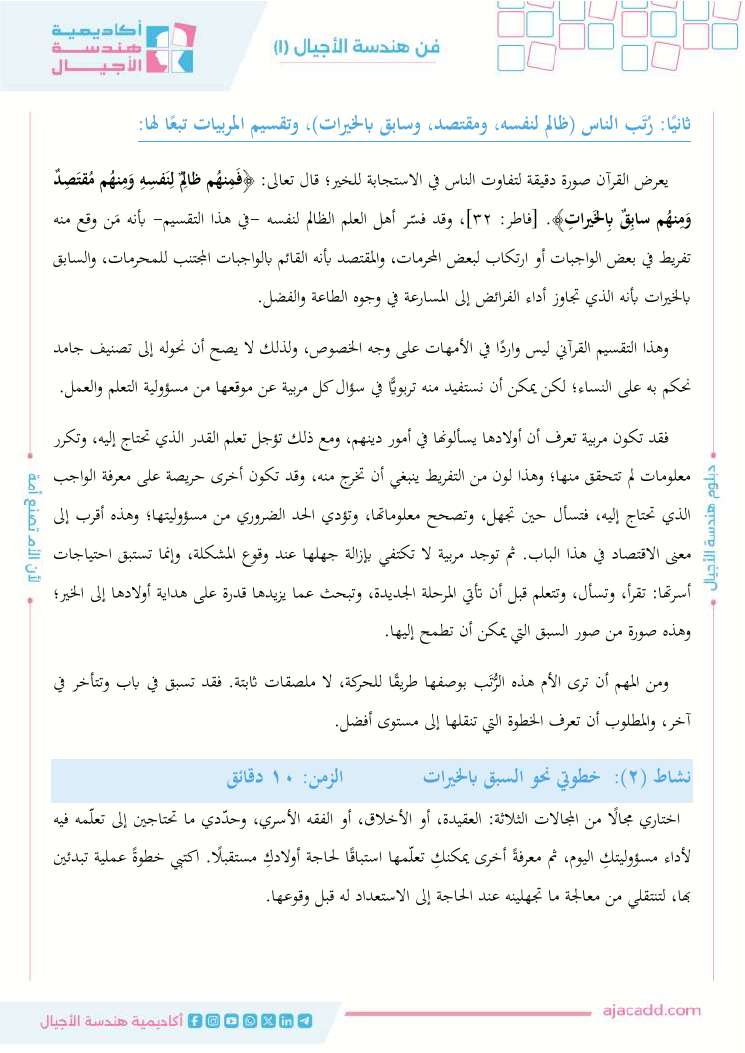 فن هندسة الأجيال (١)
أكاديمية
هندسة
الأجيال
ثانيًا: رُتَب الناس (ظالم لنفسه، ومقتصد، وسابق بالخيرات)، وتقسيم المربيات تبعًا لها:
يعرض القرآن صورة دقيقة لتفاوت الناس في الاستجابة للخير؛ قال تعالى: ﴿فَمِنهُم ظالِمٌ لِنَفسِهِ وَمِنهُم مُقتَصِدٌ
وَمِنهُم سابِقٌ بِالخَيراتِ﴾. [فاطر: ٣٢]، وقد فسّر أهل العلم الظالم لنفسه -في هذا التقسيم- بأنه مَن وقع منه
تفريط في بعض الواجبات أو ارتكاب لبعض المحرمات، والمقتصد بأنه القائم بالواجبات المجتنب للمحرمات، والسابق
بالخيرات بأنه الذي تجاوز أداء الفرائض إلى المسارعة في وجوه الطاعة والفضل.
وهذا التقسيم القرآني ليس واردًا في الأمهات على وجه الخصوص، ولذلك لا يصح أن نحوله إلى تصنيف جامد
نحكم به على النساء؛ لكن يمكن أن نستفيد منه تربويًّا في سؤال كل مربية عن موقعها من مسؤولية التعلم والعمل.
فقد تكون مربية تعرف أن أولادها يسألونها في أمور دينهم، ومع ذلك تؤجل تعلم القدر الذي تحتاج إليه، وتكرر
معلومات لم تتحقق منها؛ وهذا لون من التفريط ينبغي أن تخرج منه، وقد تكون أخرى حريصة على معرفة الواجب
الذي تحتاج إليه، فتسأل حين تجهل، وتصحح معلوماتها، وتؤدي الحد الضروري من مسؤوليتها؛ وهذه أقرب إلى
معنى الاقتصاد في هذا الباب. ثم توجد مربية لا تكتفي بإزالة جهلها عند وقوع المشكلة، وإنما تستبق احتياجات
أسرتها: تقرأ، وتسأل، وتتعلم قبل أن تأتي المرحلة الجديدة، وتبحث عما يزيدها قدرة على هداية أولادها إلى الخير؛
وهذه صورة من صور السبق التي يمكن أن تطمح إليها.
ومن المهم أن ترى الأم هذه الرُّتَب بوصفها طريقًا للحركة، لا ملصقات ثابتة. فقد تسبق في باب وتتأخر في
آخر، والمطلوب أن تعرف الخطوة التي تنقلها إلى مستوى أفضل.
نشاط (٢): خطوتي نحو السبق بالخيرات الزمن: ١٠ دقائق
اختاري مجالًا من المجالات الثلاثة: العقيدة، أو الأخلاق، أو الفقه الأسري، وحدّدي ما تحتاجين إلى تعلّمه فيه
لأداء مسؤوليتكِ اليوم، ثم معرفةً أخرى يمكنكِ تعلّمها استباقًا لحاجة أولادكِ مستقبلًا. اكتبي خطوةً عملية تبدئين
بها، لتنتقلي من معالجة ما تجهلينه عند الحاجة إلى الاستعداد له قبل وقوعها.
دبلوم هندسة الأجيال
لأن الأم تصنع أمة
ajacadd.com
أكاديمية هندسة الأجيال